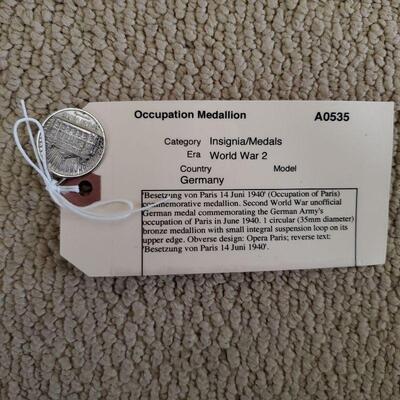 Occupation Medallion A0535
Category Insignia/Medals
Era World War 2
Country Model
Germany
'Besetzung von Paris 14 Juni 1940' (Occupation of Paris)
commemorative medallion. Second World War unofficial
German medal commemorating the German Army's
occupation of Paris in June 1940. 1 circular (35mm diameter)
bronze medallion with small integral suspension loop on its
upper edge. Obverse design: Opera Paris; reverse text:
'Besetzung von Paris 14 Juni 1940'.